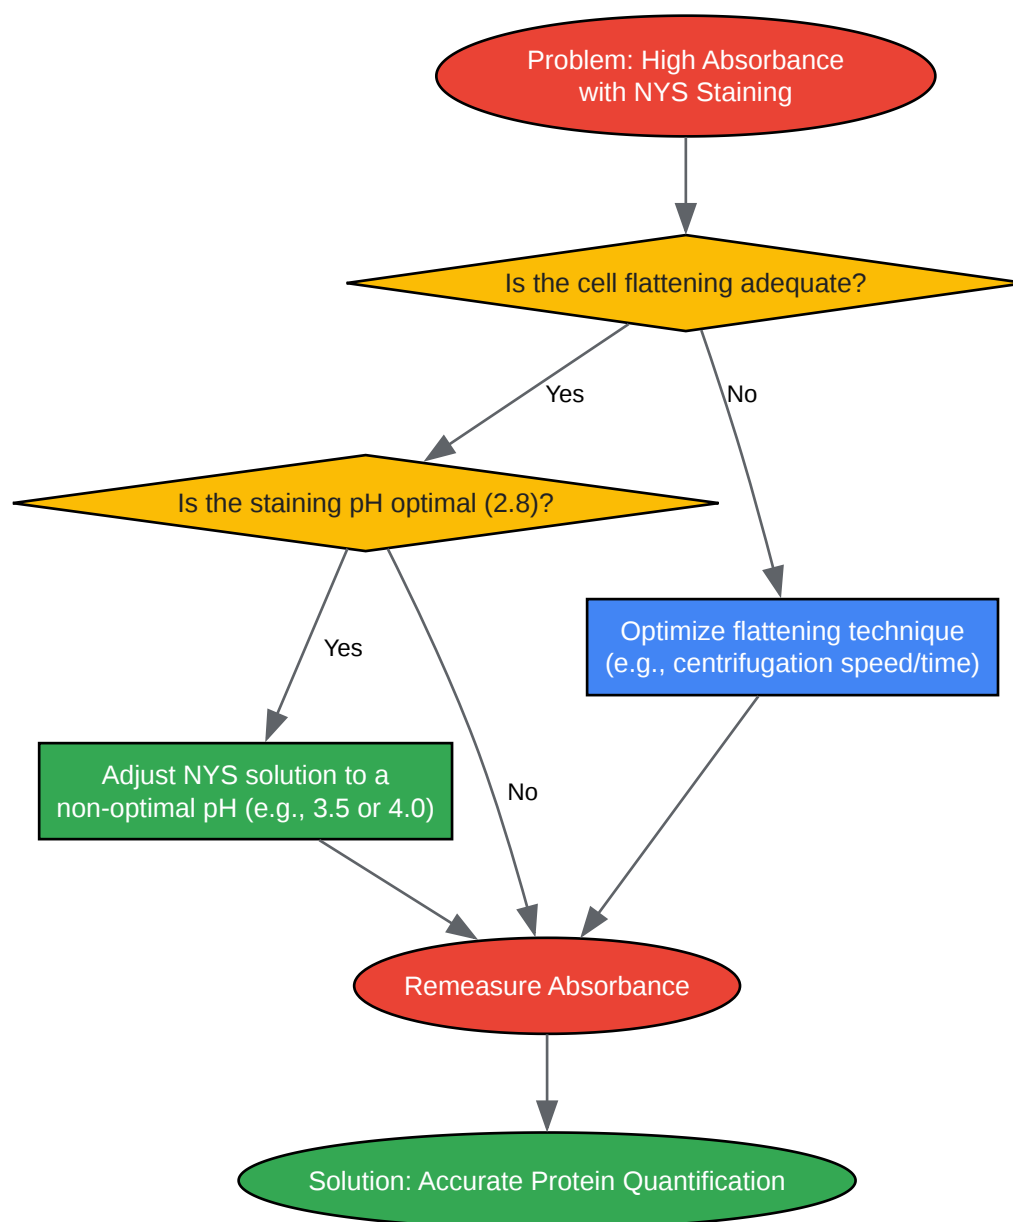 Problem: High Absorbance
with NYS Staining
Is the cell flattening adequate?
Yes
No
Is the staining pH optimal (2.8)?
Optimize flattening technique
(e.g., centrifugation speed/time)
Yes
Adjust NYS solution to a
non-optimal pH (e.g., 3.5 or 4.0)
No
Remeasure Absorbance
Solution: Accurate Protein Quantification